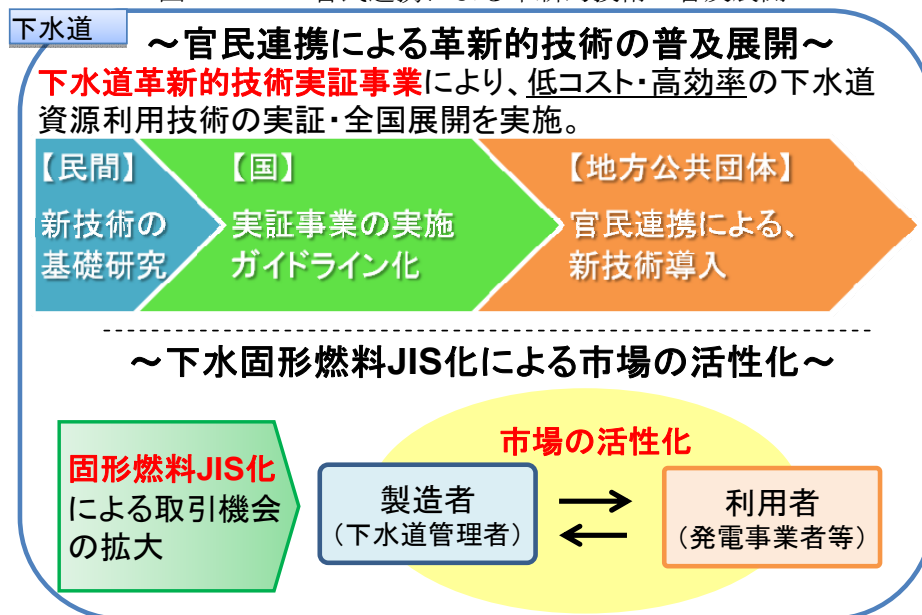 下水道
～官民連携による革新的技術の普及展開～
下水道革新的技術実証事業により、低コスト・高効率の下水道
資源利用技術の実証・全国展開を実施。
【民間】
新技術の
基礎研究
【国】
実証事業の実施
ガイドライン化
【地方公共団体】
官民連携による、
新技術導入
～下水固形燃料JIS化による市場の活性化～
固形燃料JIS化
による取引機会
の拡大
市場の活性化
製造者
（下水道管理者）
利用者
（発電事業者等）